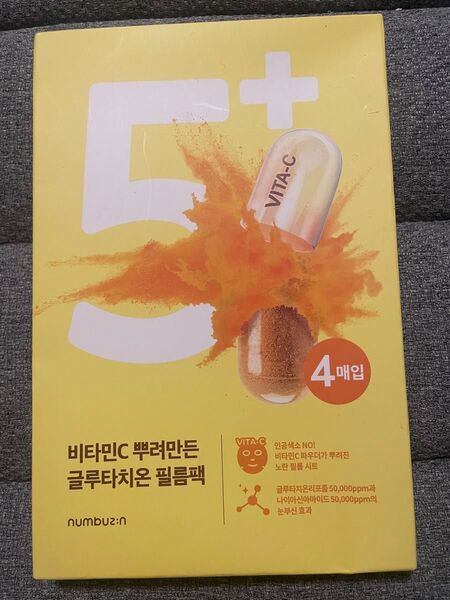 5+
VITA-C
4매입
비타민C 뿌려만든
글루타치온 필름팩
VITA-C
인공색소 NO!
비타민C 파우더가 뿌려진
노란 필름 시트
글루타치온리포좀 50,000ppm과
나이아신아마이드 50,000ppm의
눈부신 효과
numbuz:n